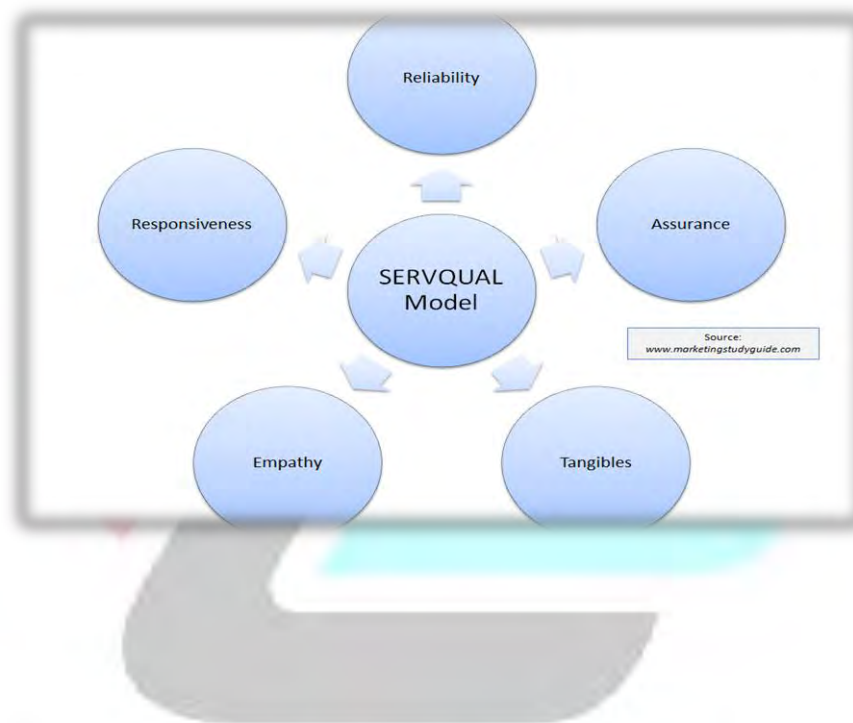 Reliability
Responsiveness
Assurance
SERVQUAL
Model
Source:
www.marketingstudyguide.com
Empathy
Tangibles